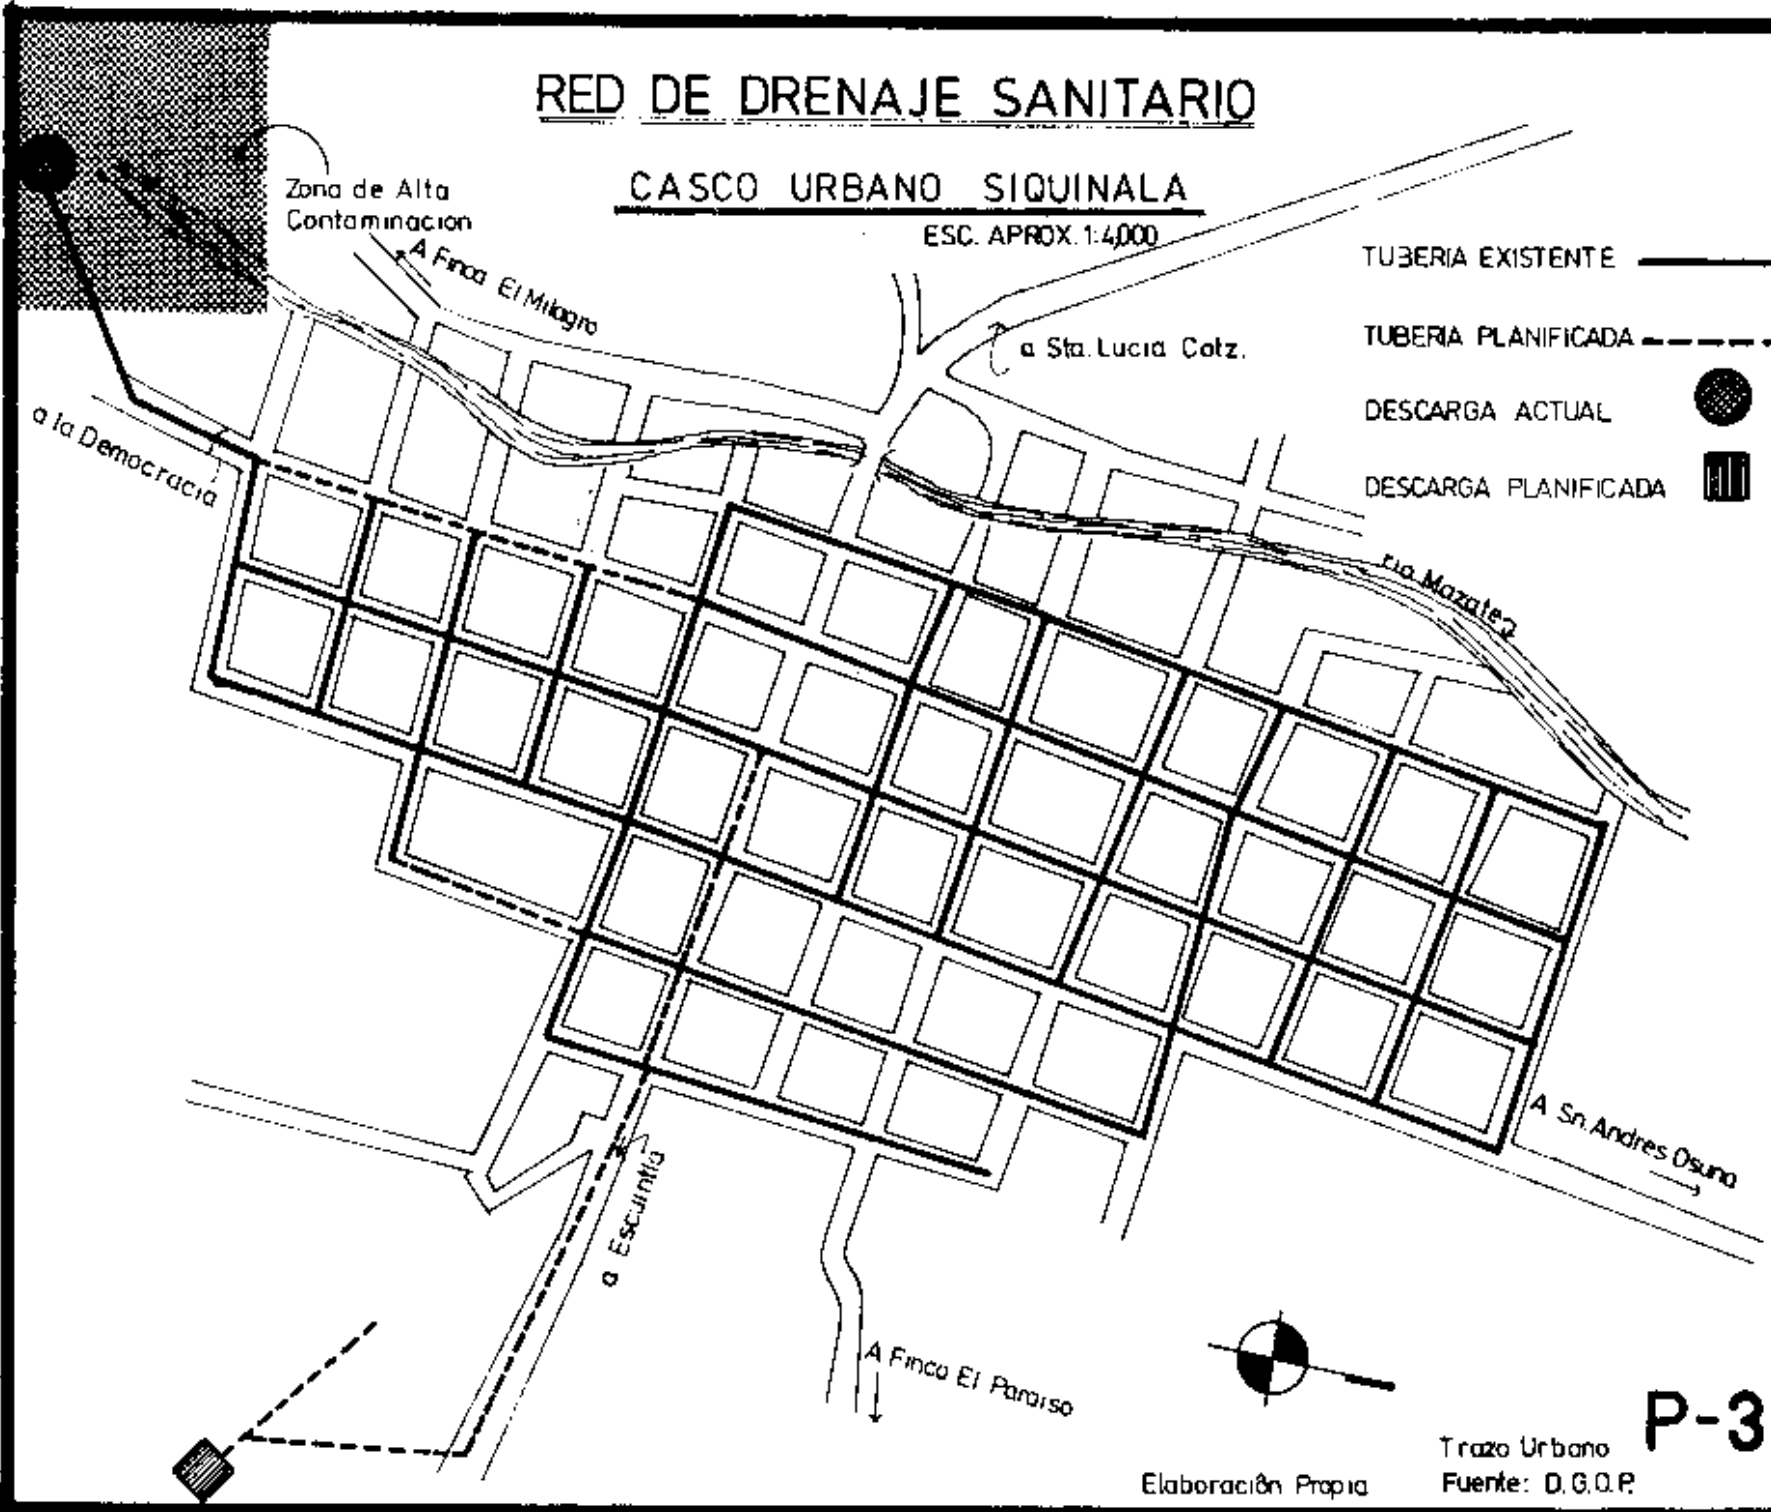 RED DE DRENAJE SANITARIO
CASCO URBANO SIQUINALA
ESC. APROX. 1:4,000
Zona de Alta
Contaminacion
A Finca El Milagro
a Sta. Lucia Cotz.
TUBERIA EXISTENTE
TUBERIA PLANIFICADA
DESCARGA ACTUAL
DESCARGA PLANIFICADA
a la Democracia
rio Mazate
A Sn. Andres Osuna
a Escuintla
A Finca El Paraiso
P-3
Trazo Urbano
Elaboración Propia
Fuente: D.G.O.P.